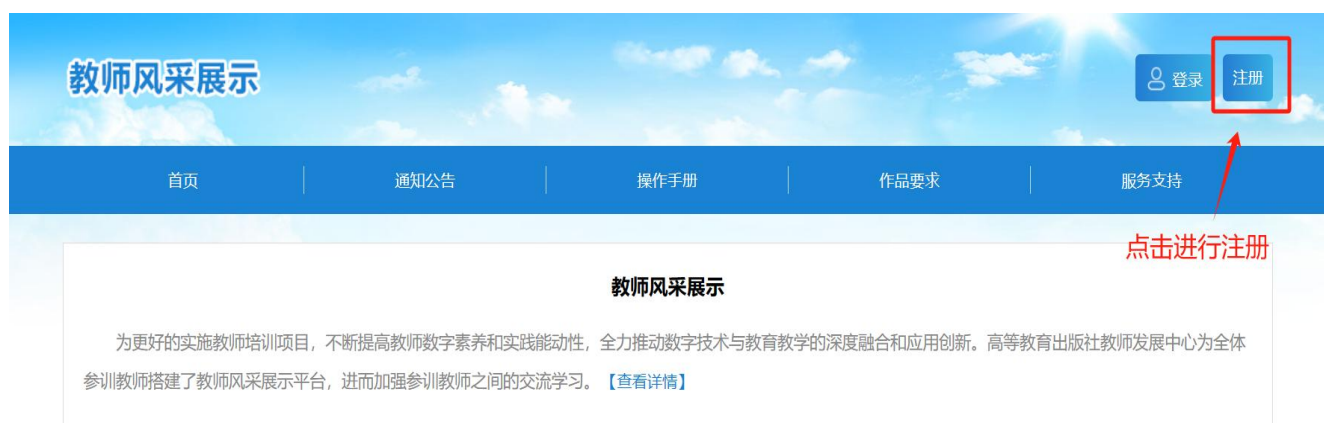 教师风采展示
登录
注册
首页
通知公告
操作手册
作品要求
服务支持
点击进行注册
教师风采展示
为更好的实施教师培训项目，不断提高教师数字素养和实践能动性，全力推动数字技术与教育教学的深度融合和应用创新。高等教育出版社教师发展中心为全体
参训教师搭建了教师风采展示平台，进而加强参训教师之间的交流学习。【查看详情】